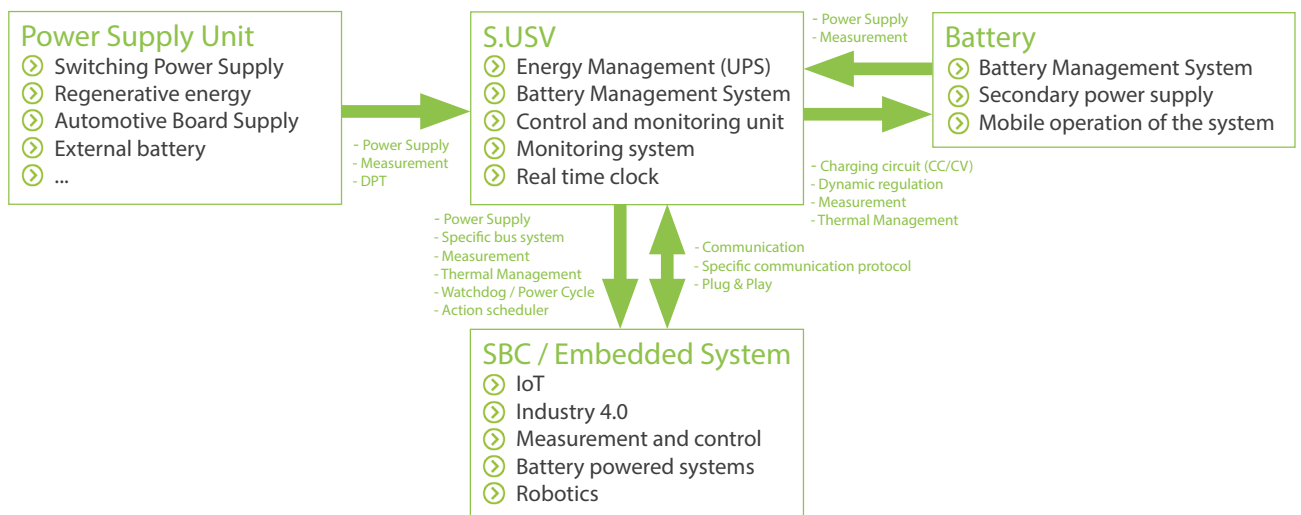 Power Supply Unit
Switching Power Supply
Regenerative energy
Automotive Board Supply
External battery
...
- Power Supply
- Measurement
- DPT
S.USV
Energy Management (UPS)
Battery Management System
Control and monitoring unit
Monitoring system
Real time clock
- Power Supply
- Measurement
Battery
Battery Management System
Secondary power supply
Mobile operation of the system
- Charging circuit (CC/CV)
- Dynamic regulation
- Measurement
- Thermal Management
- Power Supply
- Specific bus system
- Measurement
- Thermal Management
- Watchdog / Power Cycle
- Action scheduler
- Communication
- Specific communication protocol
- Plug & Play
SBC / Embedded System
IoT
Industry 4.0
Measurement and control
Battery powered systems
Robotics